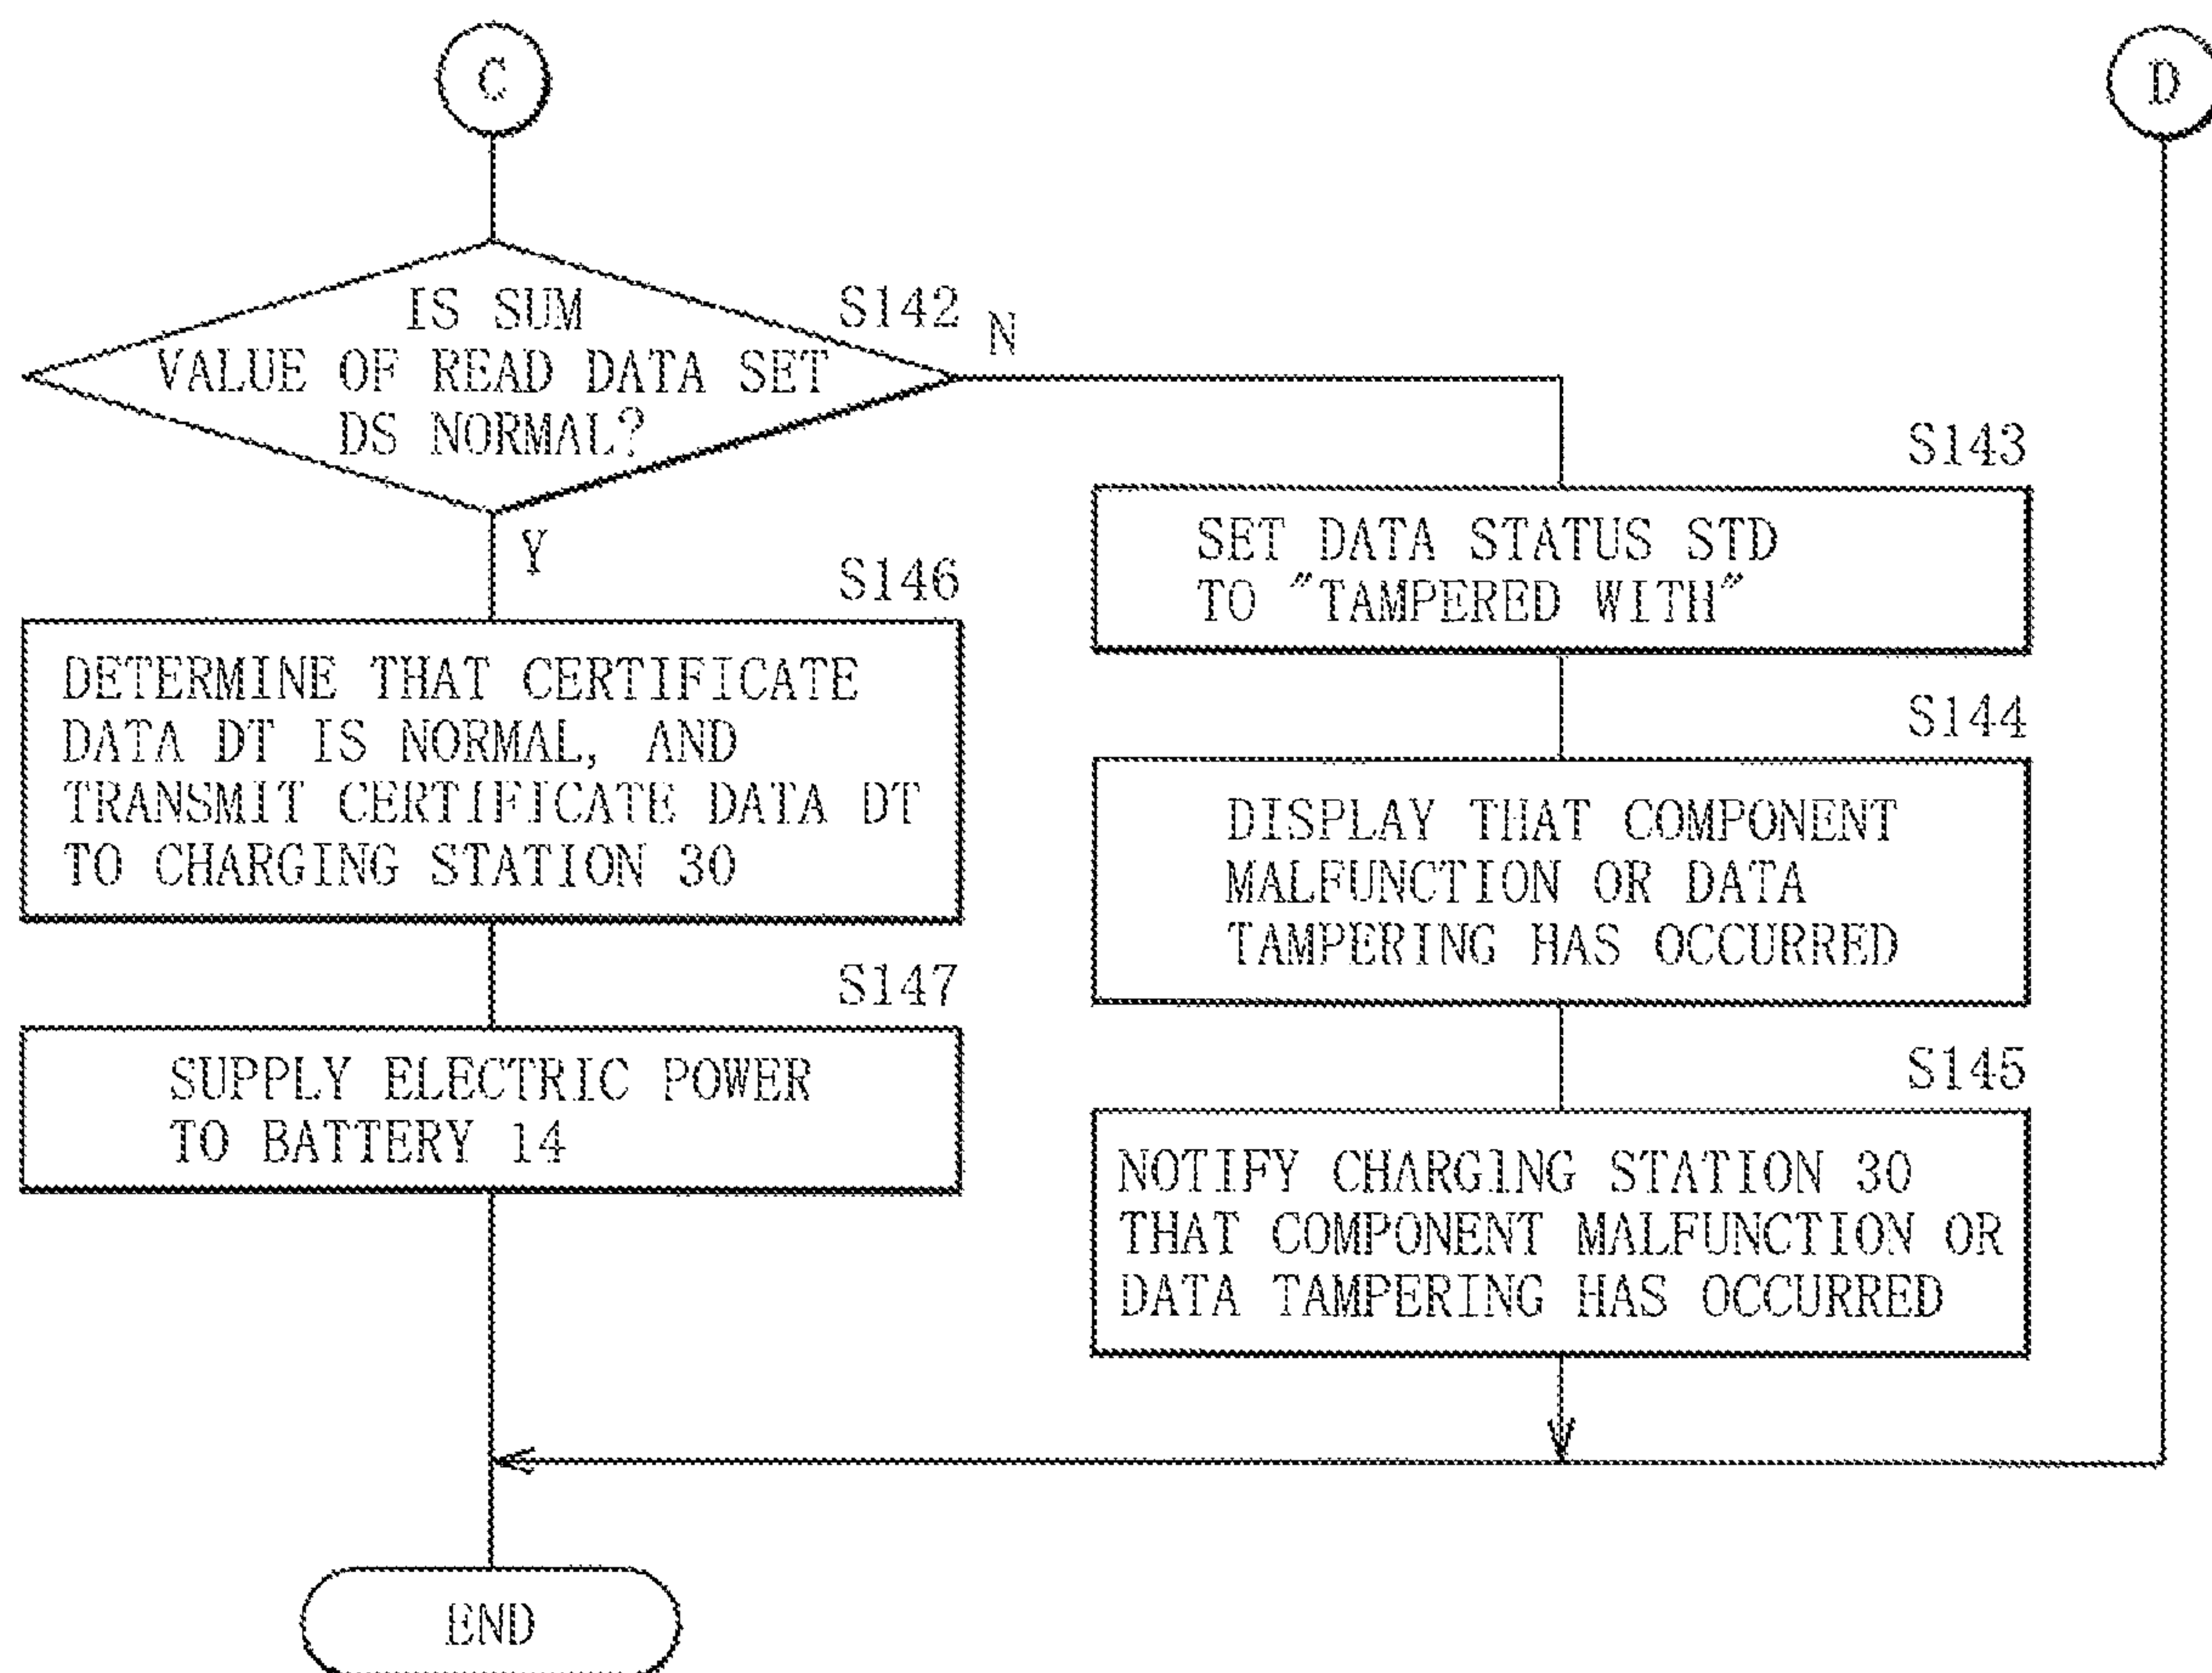 C
D
IS SUM
VALUE OF READ DATA SET
DS NORMAL?
S142
N
Y
S143
SET DATA STATUS STD
TO "TAMPERED WITH"
S144
DISPLAY THAT COMPONENT
MALFUNCTION OR DATA
TAMPERING HAS OCCURRED
S145
NOTIFY CHARGING STATION 30
THAT COMPONENT MALFUNCTION OR
DATA TAMPERING HAS OCCURRED
S146
DETERMINE THAT CERTIFICATE
DATA DT IS NORMAL, AND
TRANSMIT CERTIFICATE DATA DT
TO CHARGING STATION 30
S147
SUPPLY ELECTRIC POWER
TO BATTERY 14
END